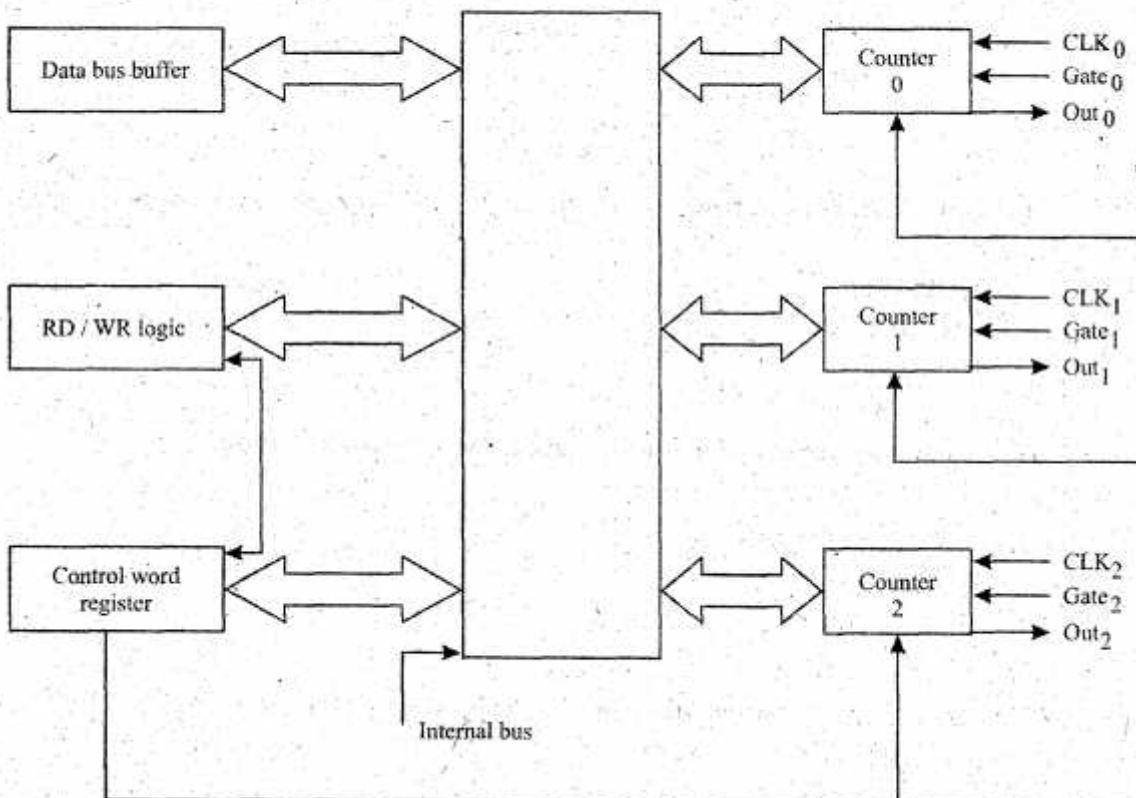 Data bus buffer
Counter
0
CLK0
Gate0
Out0
RD / WR logic
Counter
1
CLK1
Gate1
Out1
Control word
register
Counter
2
CLK2
Gate2
Out2
Internal bus